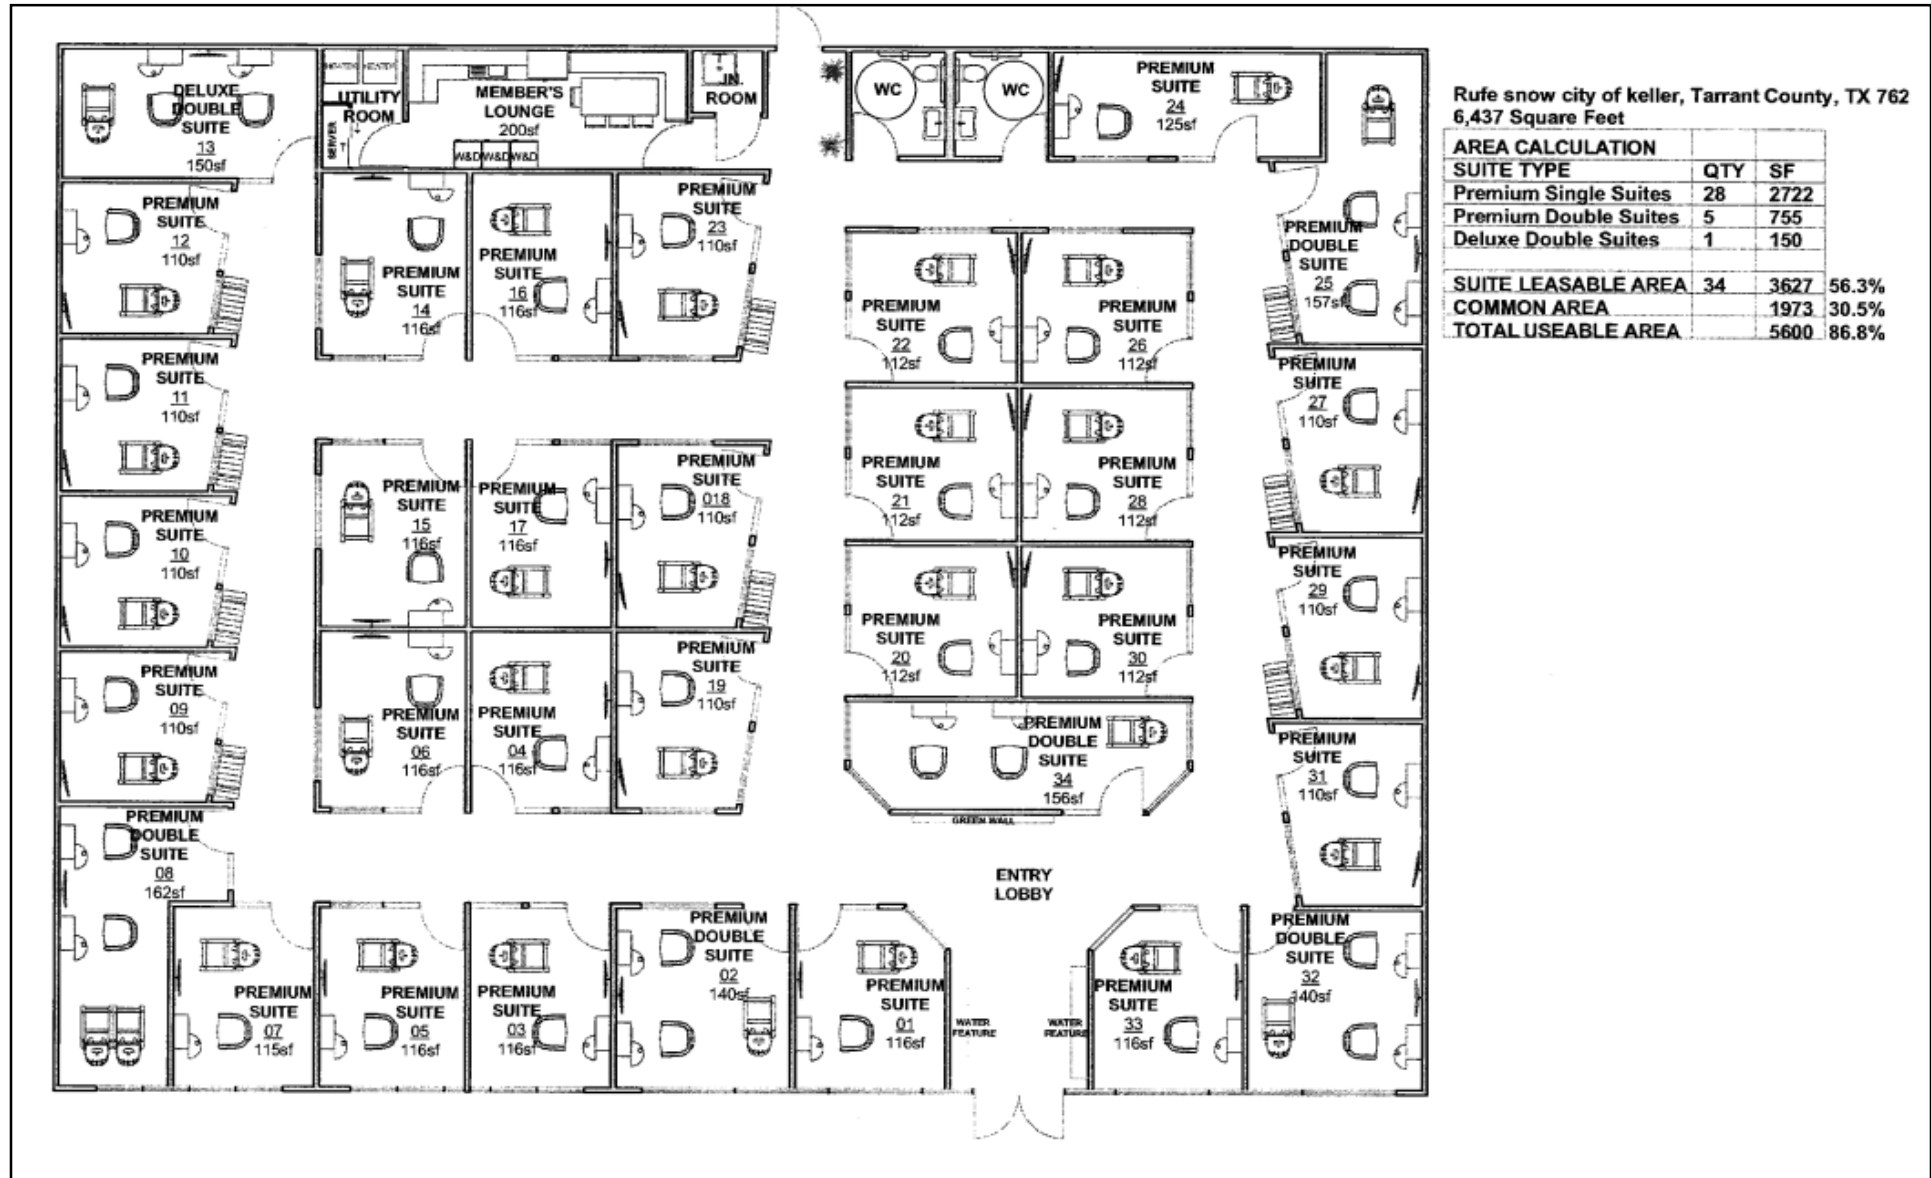 DELUXE
DOUBLE
SUITE
13
150sf
HEATER
HEATER
UTILITY
ROOM
SERVER
MEMBER'S
LOUNGE
200sf
W&D W&D W&D
JN.
ROOM
WC
WC
PREMIUM
SUITE
24
125sf
Rufe snow city of keller, Tarrant County, TX 762
6,437 Square Feet
AREA CALCULATION
SUITE TYPE QTY SF
Premium Single Suites 28 2722
Premium Double Suites 5 755
Deluxe Double Suites 1 150
SUITE LEASABLE AREA 34 3627 56.3%
COMMON AREA 1973 30.5%
TOTAL USEABLE AREA 5600 86.8%
PREMIUM
SUITE
12
110sf
PREMIUM
SUITE
14
116sf
PREMIUM
SUITE
16
116sf
PREMIUM
SUITE
23
110sf
PREMIUM
SUITE
22
112sf
PREMIUM
SUITE
26
112sf
PREMIUM
DOUBLE
SUITE
25
157sf
PREMIUM
SUITE
11
110sf
PREMIUM
SUITE
27
110sf
PREMIUM
SUITE
10
110sf
PREMIUM
SUITE
15
116sf
PREMIUM
SUITE
17
116sf
PREMIUM
SUITE
018
110sf
PREMIUM
SUITE
21
112sf
PREMIUM
SUITE
28
112sf
PREMIUM
SUITE
29
110sf
PREMIUM
SUITE
09
110sf
PREMIUM
SUITE
06
116sf
PREMIUM
SUITE
04
116sf
PREMIUM
SUITE
19
110sf
PREMIUM
SUITE
20
112sf
PREMIUM
SUITE
30
112sf
PREMIUM
DOUBLE
SUITE
34
156sf
GREEN WALL
PREMIUM
SUITE
31
110sf
PREMIUM
DOUBLE
SUITE
08
162sf
ENTRY
LOBBY
PREMIUM
SUITE
07
115sf
PREMIUM
SUITE
05
116sf
PREMIUM
SUITE
03
116sf
PREMIUM
DOUBLE
SUITE
02
140sf
PREMIUM
SUITE
01
116sf
WATER
FEATURE
WATER
FEATURE
PREMIUM
SUITE
33
116sf
PREMIUM
DOUBLE
SUITE
32
140sf